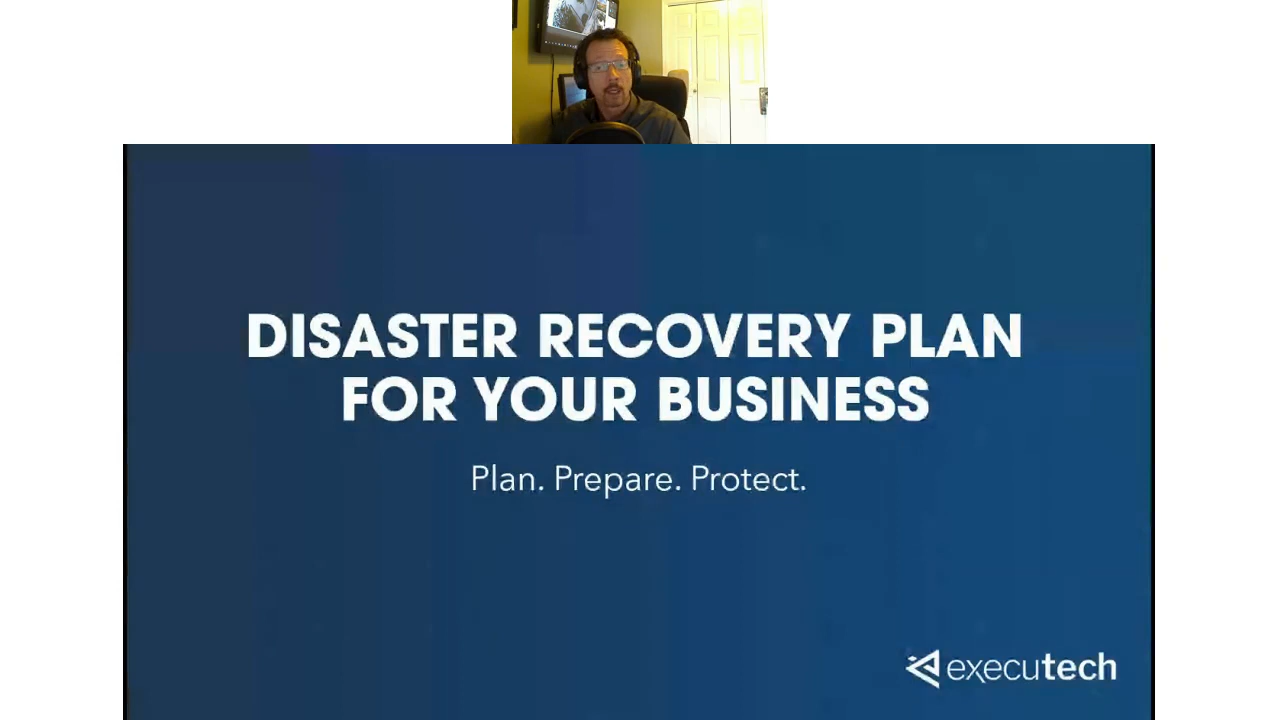 DISASTER RECOVERY PLAN
FOR YOUR BUSINESS
Plan. Prepare. Protect.
executech